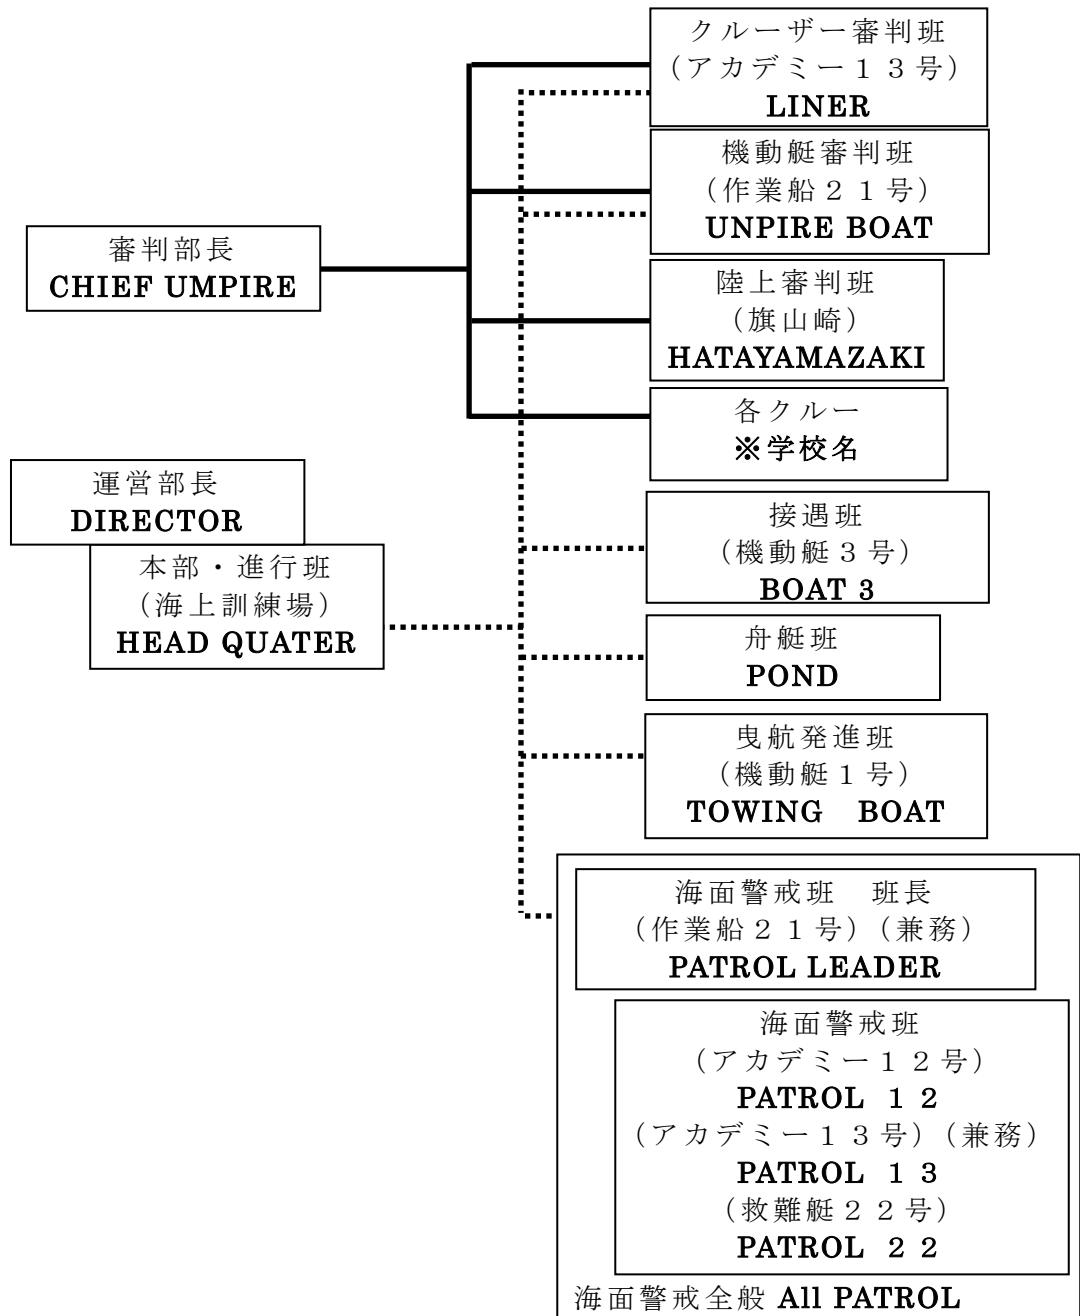 クルーザー審判班
（アカデミー１３号）
LINER
機動艇審判班
（作業船２１号）
UNPIRE BOAT
審判部長
CHIEF UMPIRE
陸上審判班
（旗山崎）
HATAYAMAZAKI
各クルー
※学校名
運営部長
DIRECTOR
本部・進行班
（海上訓練場）
HEAD QUATER
接遇班
（機動艇３号）
BOAT 3
舟艇班
POND
曳航発進班
（機動艇１号）
TOWING　BOAT
海面警戒班　班長
（作業船２１号）（兼務）
PATROL LEADER
海面警戒班
（アカデミー１２号）
PATROL １２
（アカデミー１３号）（兼務）
PATROL １３
（救難艇２２号）
PATROL ２２
海面警戒全般 All PATROL